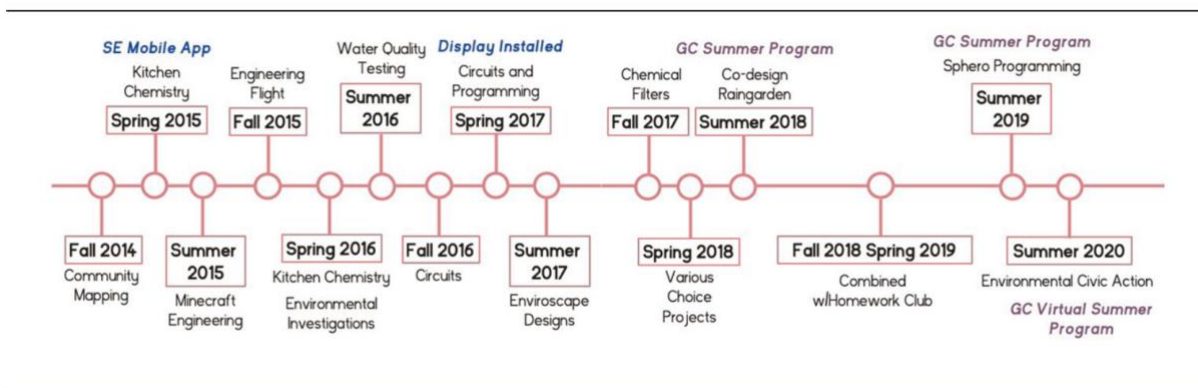 SE Mobile App
Kitchen
Chemistry
Spring 2015
Engineering
Flight
Fall 2015
Water Quality
Testing
Summer
2016
Display Installed
Circuits and
Programming
Spring 2017
Chemical
Filters
Fall 2017
GC Summer Program
Co-design
Raingarden
Summer 2018
GC Summer Program
Sphero Programming
Summer
2019
Fall 2014
Community
Mapping
Summer
2015
Minecraft
Engineering
Spring 2016
Kitchen Chemistry
Environmental
Investigations
Fall 2016
Circuits
Summer
2017
Enviroscape
Designs
Spring 2018
Various
Choice
Projects
Fall 2018 Spring 2019
Combined
w/Homework Club
Summer 2020
Environmental Civic Action
GC Virtual Summer
Program